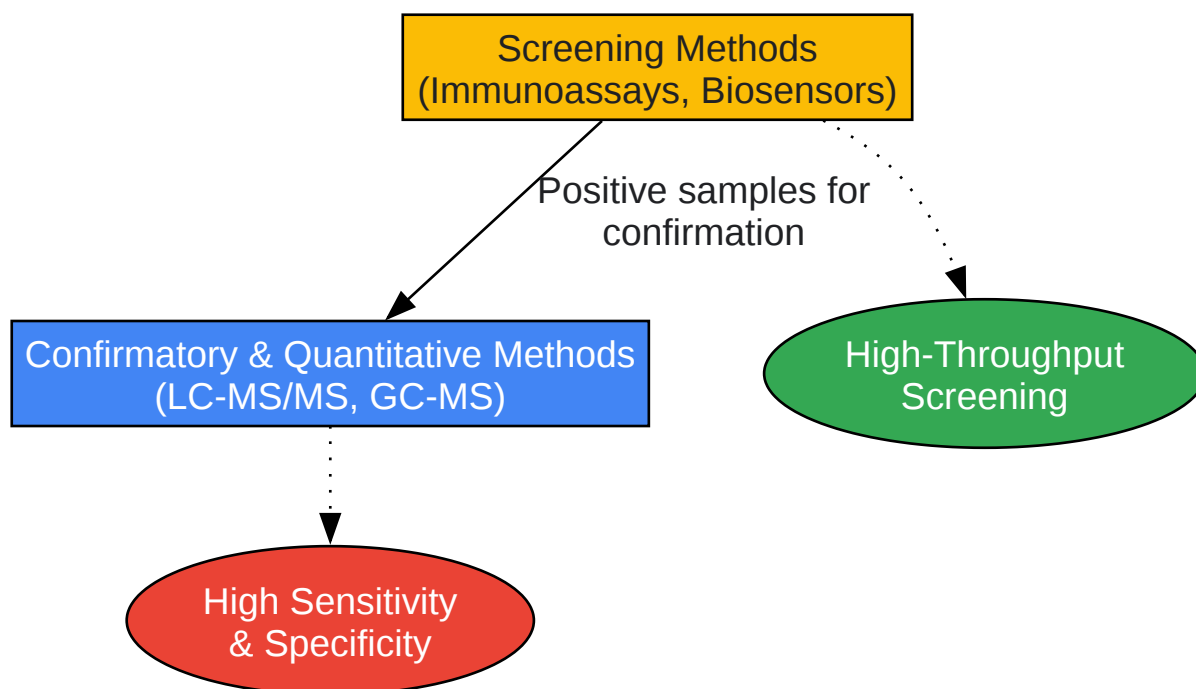 Screening Methods
(Immunoassays, Biosensors)
Positive samples for
confirmation
Confirmatory & Quantitative Methods
(LC-MS/MS, GC-MS)
High-Throughput
Screening
High Sensitivity
& Specificity